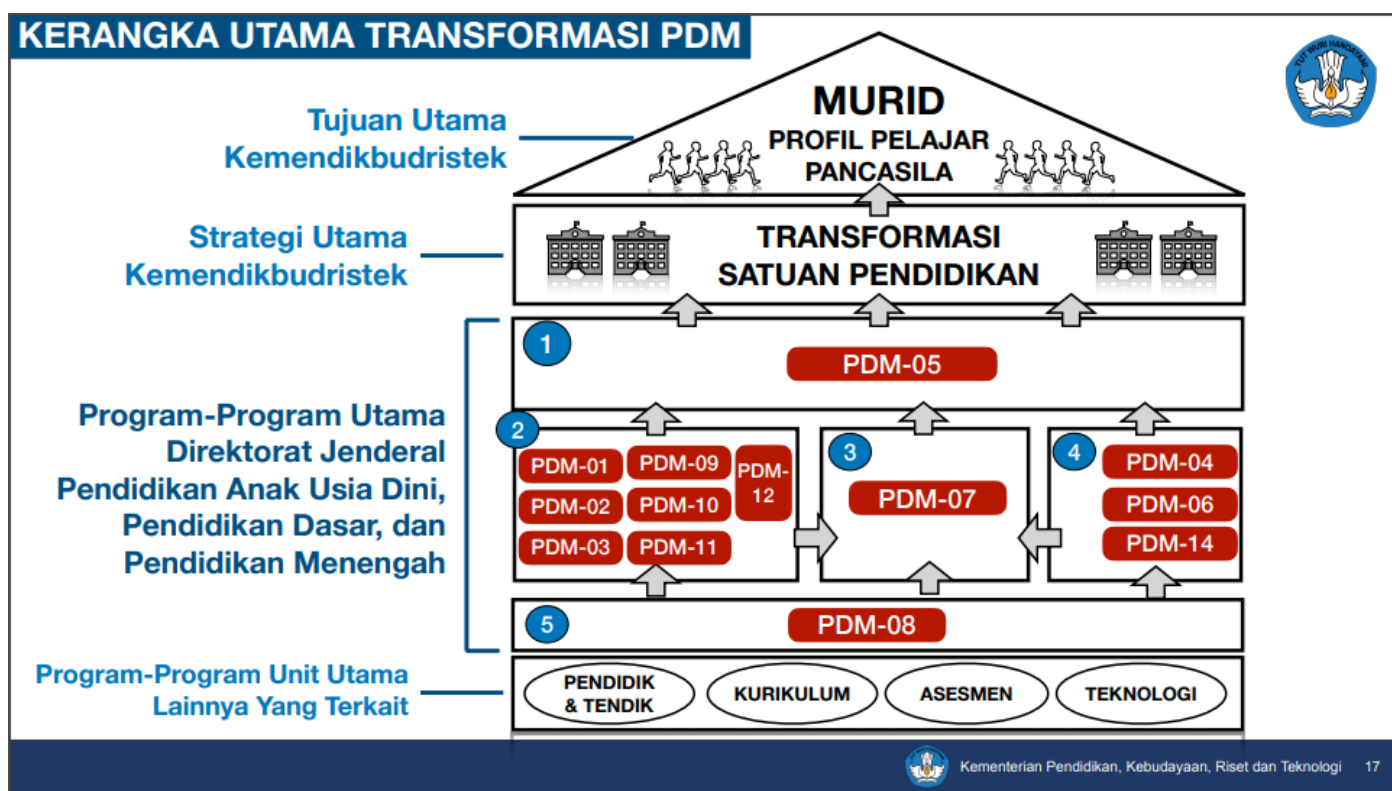 KERANGKA UTAMA TRANSFORMASI PDM
TUT WURI HANDAYANI
Tujuan Utama
Kemendikbudristek
MURID
PROFIL PELAJAR
PANCASILA
Strategi Utama
Kemendikbudristek
TRANSFORMASI
SATUAN PENDIDIKAN
Program-Program Utama
Direktorat Jenderal
Pendidikan Anak Usia Dini,
Pendidikan Dasar, dan
Pendidikan Menengah
1
PDM-05
2
PDM-01
PDM-02
PDM-03
PDM-09
PDM-10
PDM-11
PDM-
12
3
PDM-07
4
PDM-04
PDM-06
PDM-14
5
PDM-08
Program-Program Unit Utama
Lainnya Yang Terkait
PENDIDIK
& TENDIK
KURIKULUM
ASESMEN
TEKNOLOGI
Kementerian Pendidikan, Kebudayaan, Riset dan Teknologi 17